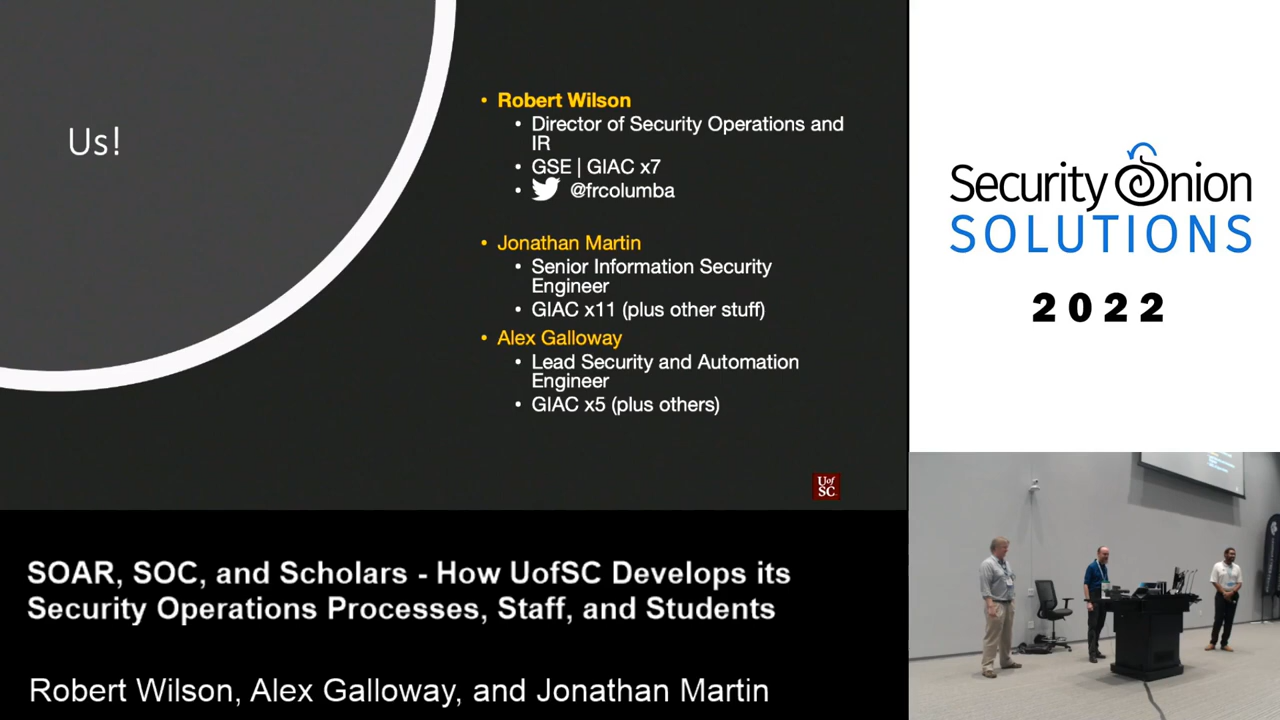 Us!
• Robert Wilson
• Director of Security Operations and
IR
• GSE | GIAC x7
• @frcolumba
• Jonathan Martin
• Senior Information Security
Engineer
• GIAC x11 (plus other stuff)
• Alex Galloway
• Lead Security and Automation
Engineer
• GIAC x5 (plus others)
UofSC
Security Onion
SOLUTIONS
2022
SOAR, SOC, and Scholars - How UofSC Develops its
Security Operations Processes, Staff, and Students
Robert Wilson, Alex Galloway, and Jonathan Martin